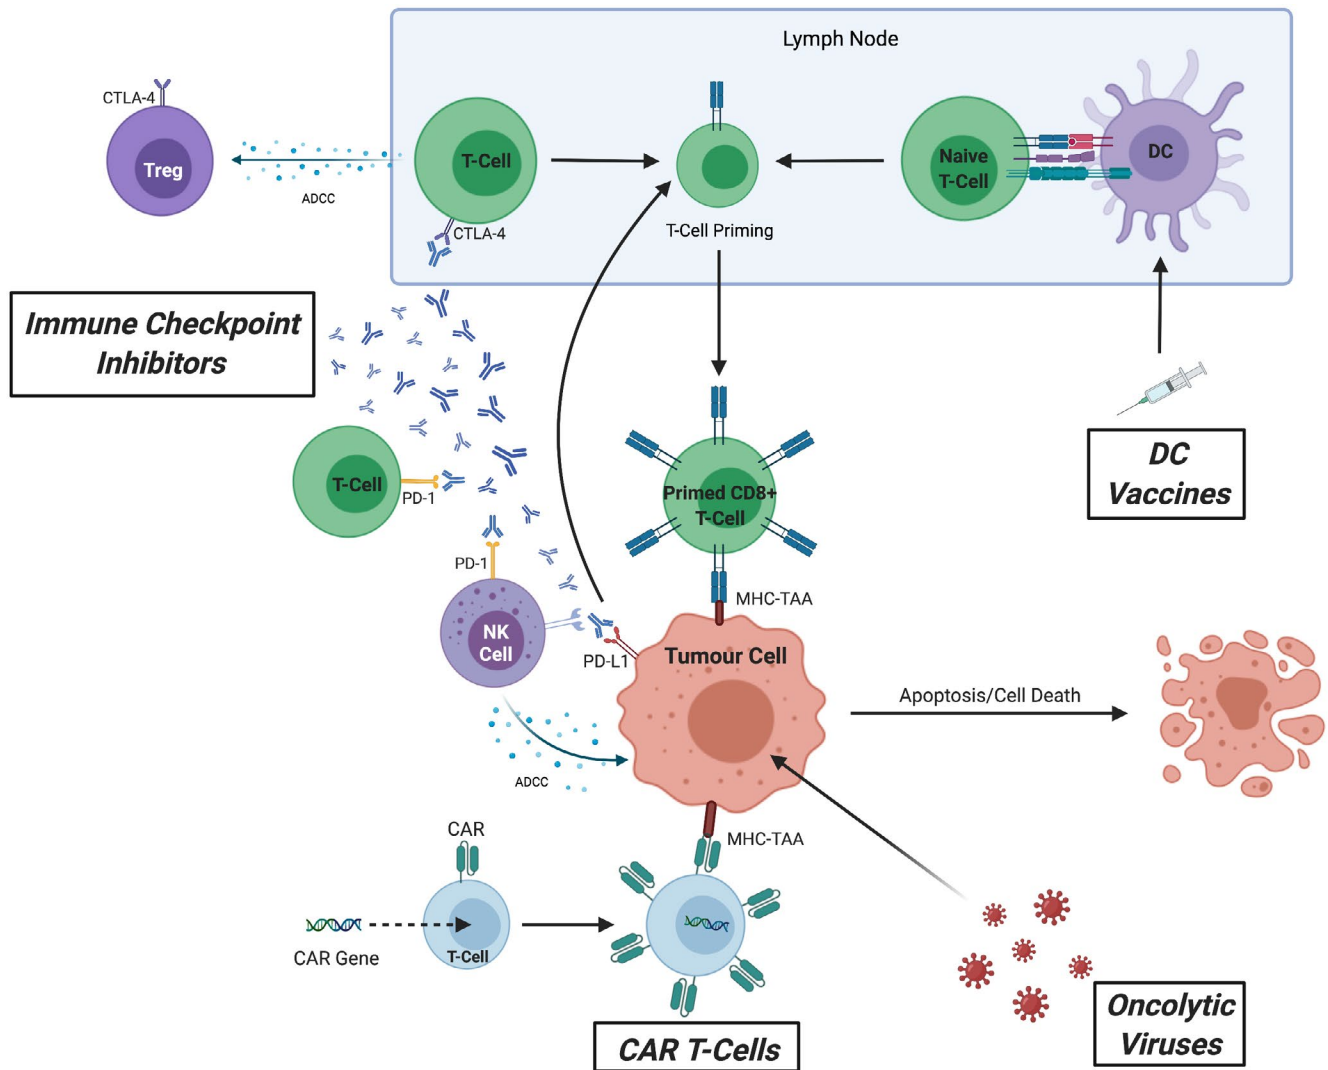 Lymph Node
CTLA-4
Treg
ADCC
T-Cell
CTLA-4
T-Cell Priming
Naive
T-Cell
DC
Immune Checkpoint
Inhibitors
T-Cell
PD-1
PD-1
NK
Cell
PD-L1
ADCC
Primed CD8+
T-Cell
MHC-TAA
Tumour Cell
DC
Vaccines
Apoptosis/Cell Death
MHC-TAA
CAR
CAR Gene
T-Cell
CAR T-Cells
Oncolytic
Viruses